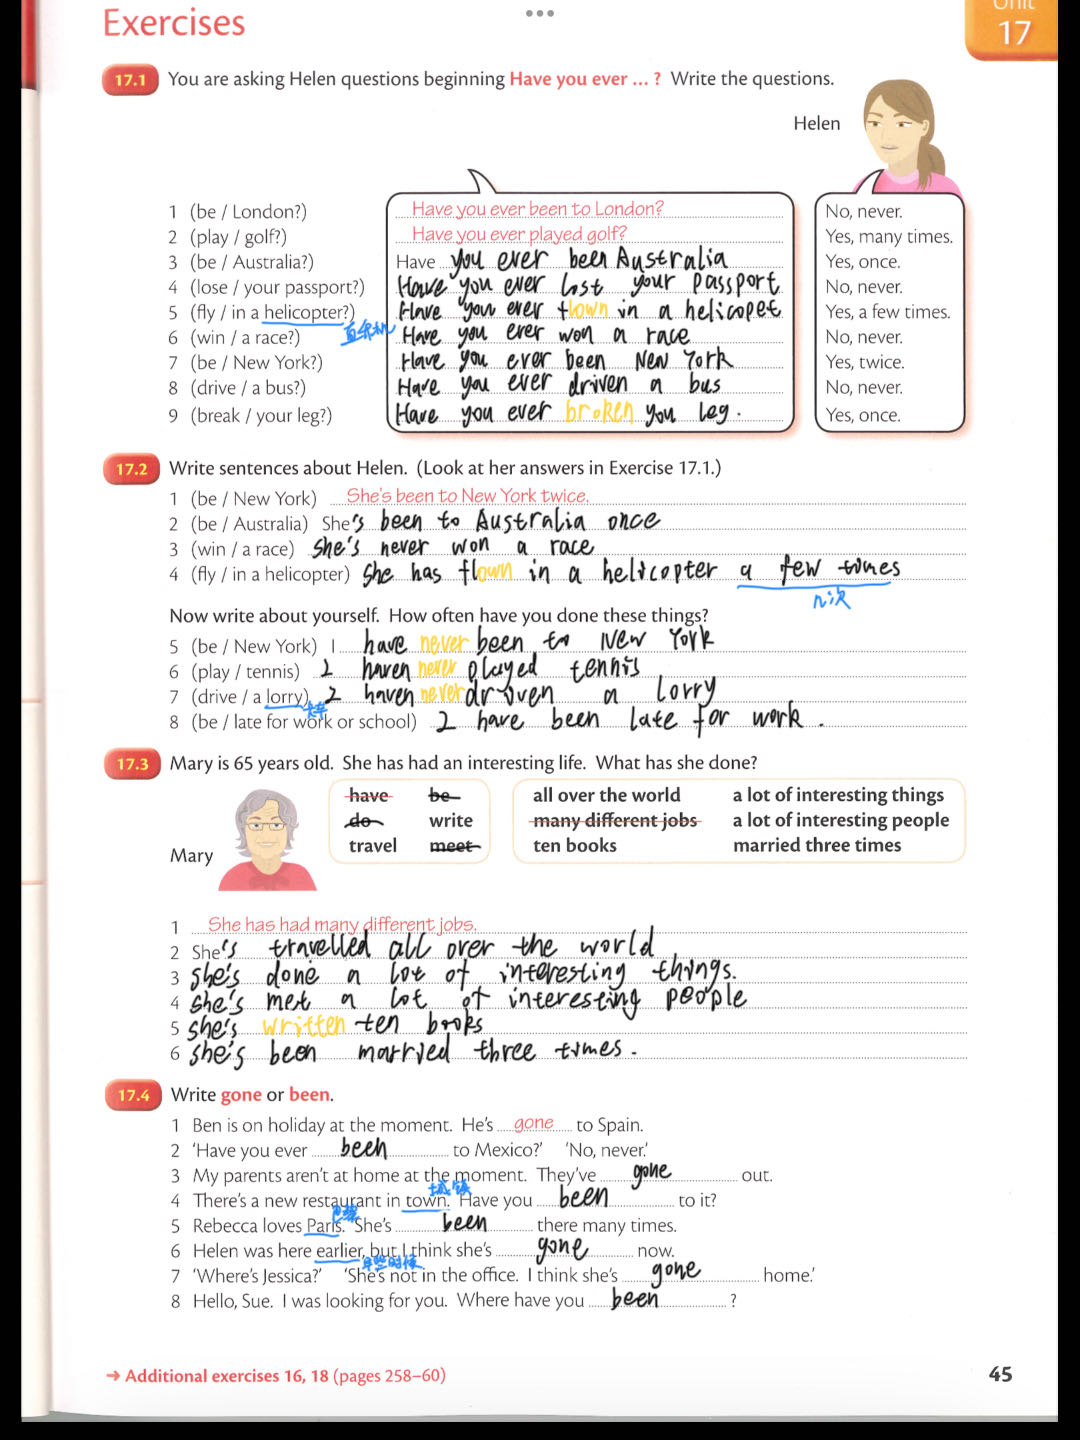 Exercises
Unit 17
17.1 You are asking Helen questions beginning Have you ever ... ? Write the questions.
Helen
1 (be / London?) Have you ever been to London? No, never.
2 (play / golf?) Have you ever played golf? Yes, many times.
3 (be / Australia?) Have you ever been Australia Yes, once.
4 (lose / your passport?) Have you ever lost your passport No, never.
5 (fly / in a helicopter?) Have you ever flown in a helicopet Yes, a few times.
直升机
6 (win / a race?) Have you ever won a race No, never.
7 (be / New York?) Have you ever been New York Yes, twice.
8 (drive / a bus?) Have you ever driven a bus No, never.
9 (break / your leg?) Have you ever broken you leg. Yes, once.
17.2 Write sentences about Helen. (Look at her answers in Exercise 17.1.)
1 (be / New York) She's been to New York twice.
2 (be / Australia) She's been to Australia once
3 (win / a race) she's never won a race
4 (fly / in a helicopter) she has flown in a helicopter a few times
几次
Now write about yourself. How often have you done these things?
5 (be / New York) I have never been to New York
6 (play / tennis) I haven never played tennis
7 (drive / a lorry) I haven never droven a lorry
卡车
8 (be / late for work or school) I have been late for work.
17.3 Mary is 65 years old. She has had an interesting life. What has she done?
have be all over the world a lot of interesting things
do write many different jobs a lot of interesting people
travel meet ten books married three times
Mary
1 She has had many different jobs.
2 She's travelled all over the world
3 she's done a lot of interesting things.
4 she's met a lot of interesting people
5 she's written ten books
6 she's been married three times.
17.4 Write gone or been.
1 Ben is on holiday at the moment. He's gone to Spain.
2 'Have you ever been to Mexico?' 'No, never.'
3 My parents aren't at home at the moment. They've gone out.
城镇
4 There's a new restaurant in town. Have you been to it?
巴黎
5 Rebecca loves Paris. She's been there many times.
6 Helen was here earlier, but I think she's gone now.
早些时候
7 'Where's Jessica?' 'She's not in the office. I think she's gone home.'
8 Hello, Sue. I was looking for you. Where have you been ?
➜ Additional exercises 16, 18 (pages 258–60)
45